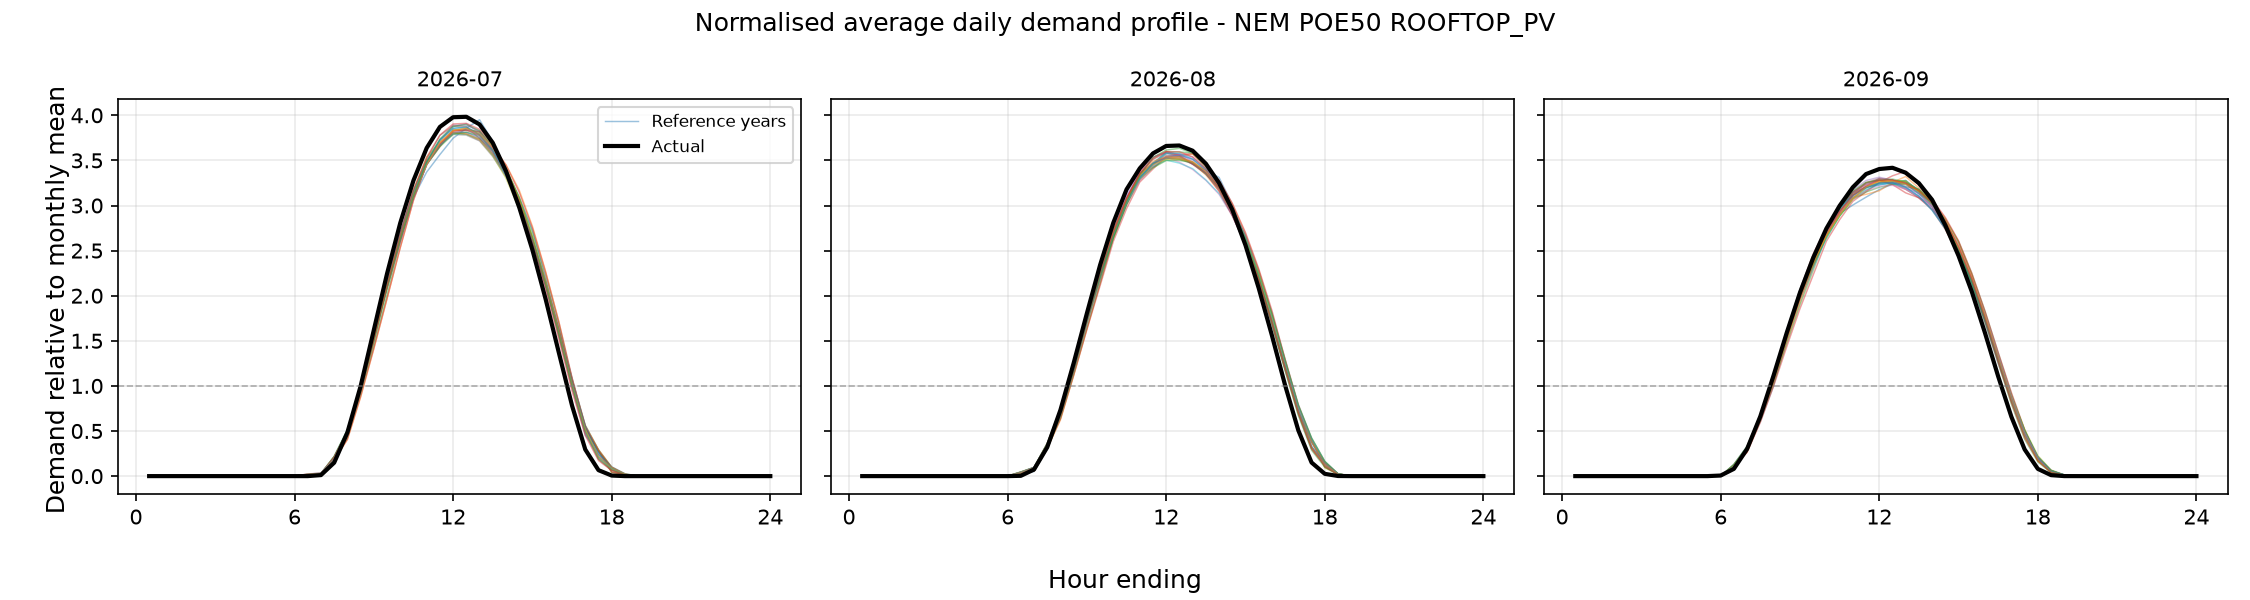 Normalised average daily demand profile - NEM POE50 ROOFTOP_PV
2026-07
2026-08
2026-09
Demand relative to monthly mean
4.0
3.5
3.0
2.5
2.0
1.5
1.0
0.5
0.0
Reference years
Actual
0 6 12 18 24
0 6 12 18 24
0 6 12 18 24
Hour ending